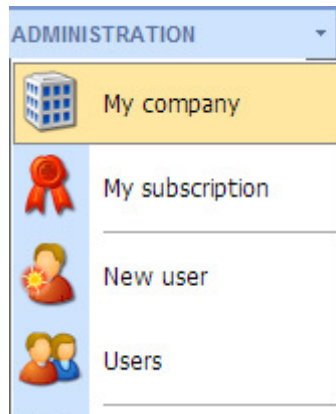 ADMINISTRATION
My company
My subscription
New user
Users